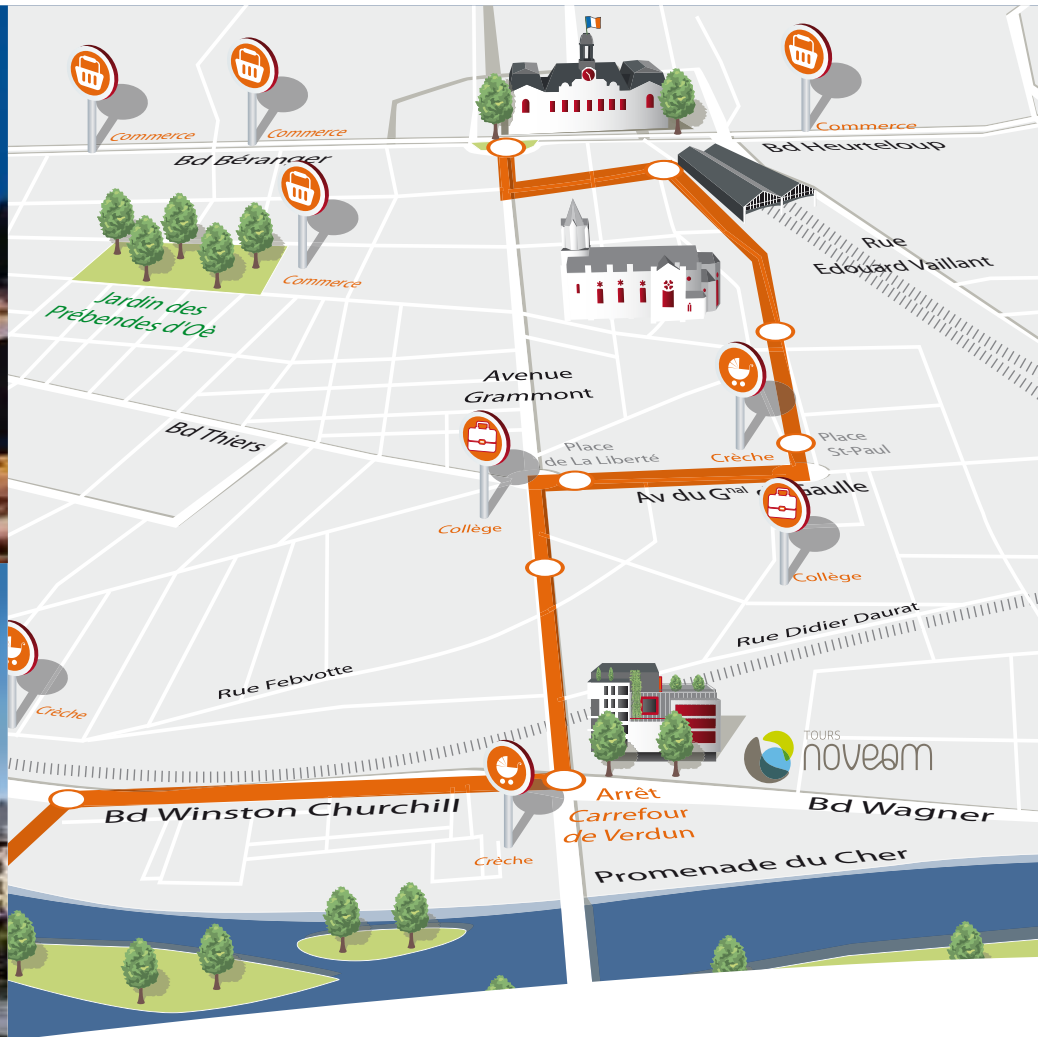 Commerce
Commerce
Commerce
Bd Béranger
Bd Heurteloup
Rue
Edouard Vaillant
Commerce
Jardin des
Prébendes d'Oè
Avenue
Grammont
Bd Thiers
Place
de La Liberté
Crèche
Place
St-Paul
Av du Gnal de Gaulle
Collège
Collège
Rue Didier Daurat
Rue Febvotte
Crèche
TOURS
noveam
Arrêt
Carrefour
de Verdun
Bd Winston Churchill
Bd Wagner
Crèche
Promenade du Cher